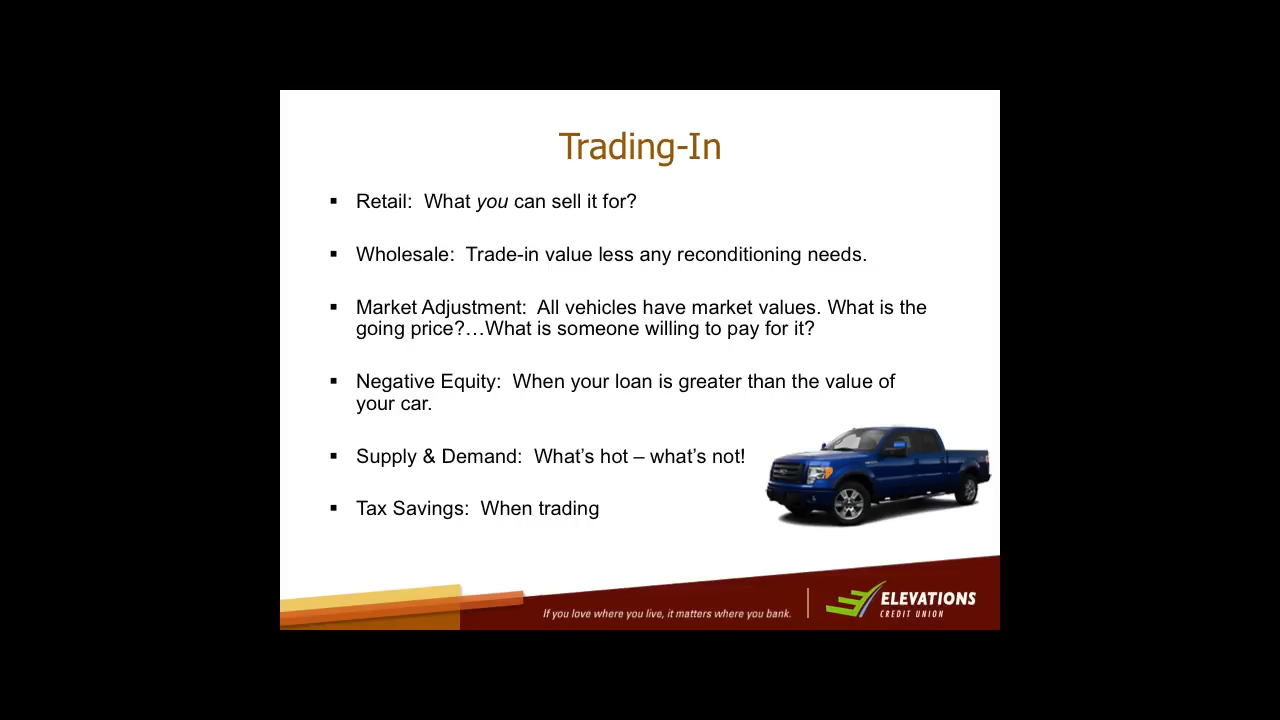 Trading-In
▪ Retail:  What you can sell it for?
▪ Wholesale:  Trade-in value less any reconditioning needs.
▪ Market Adjustment:  All vehicles have market values. What is the
going price?…What is someone willing to pay for it?
▪ Negative Equity:  When your loan is greater than the value of
your car.
▪ Supply & Demand:  What’s hot – what’s not!
▪ Tax Savings:  When trading
If you love where you live, it matters where you bank.
ELEVATIONS
CREDIT UNION